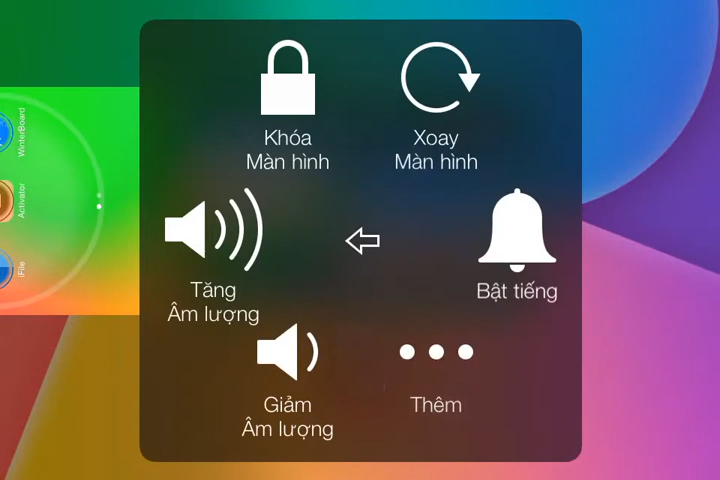 WinterBoard
Activator
iFile
Khóa
Màn hình
Xoay
Màn hình
Tăng
Âm lượng
Bật tiếng
Giảm
Âm lượng
Thêm